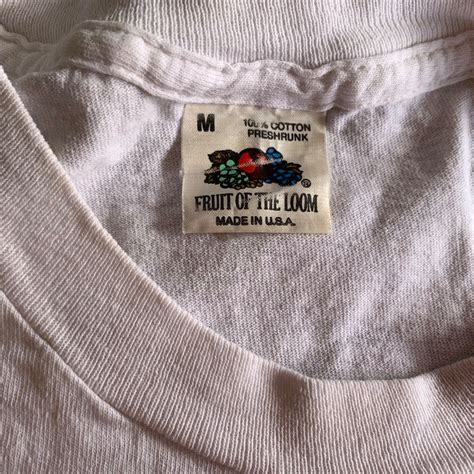 M 100% COTTON
PRESHRUNK
®
FRUIT OF THE LOOM
MADE IN U.S.A.